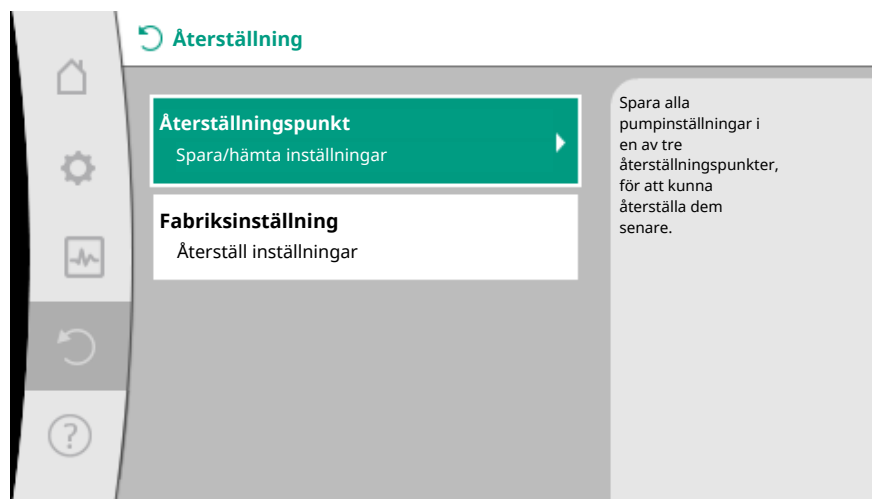 Återställning
Återställningspunkt
Spara/hämta inställningar
Fabriksinställning
Återställ inställningar
Spara alla
pumpinställningar i
en av tre
återställningspunkter,
för att kunna
återställa dem
senare.
?